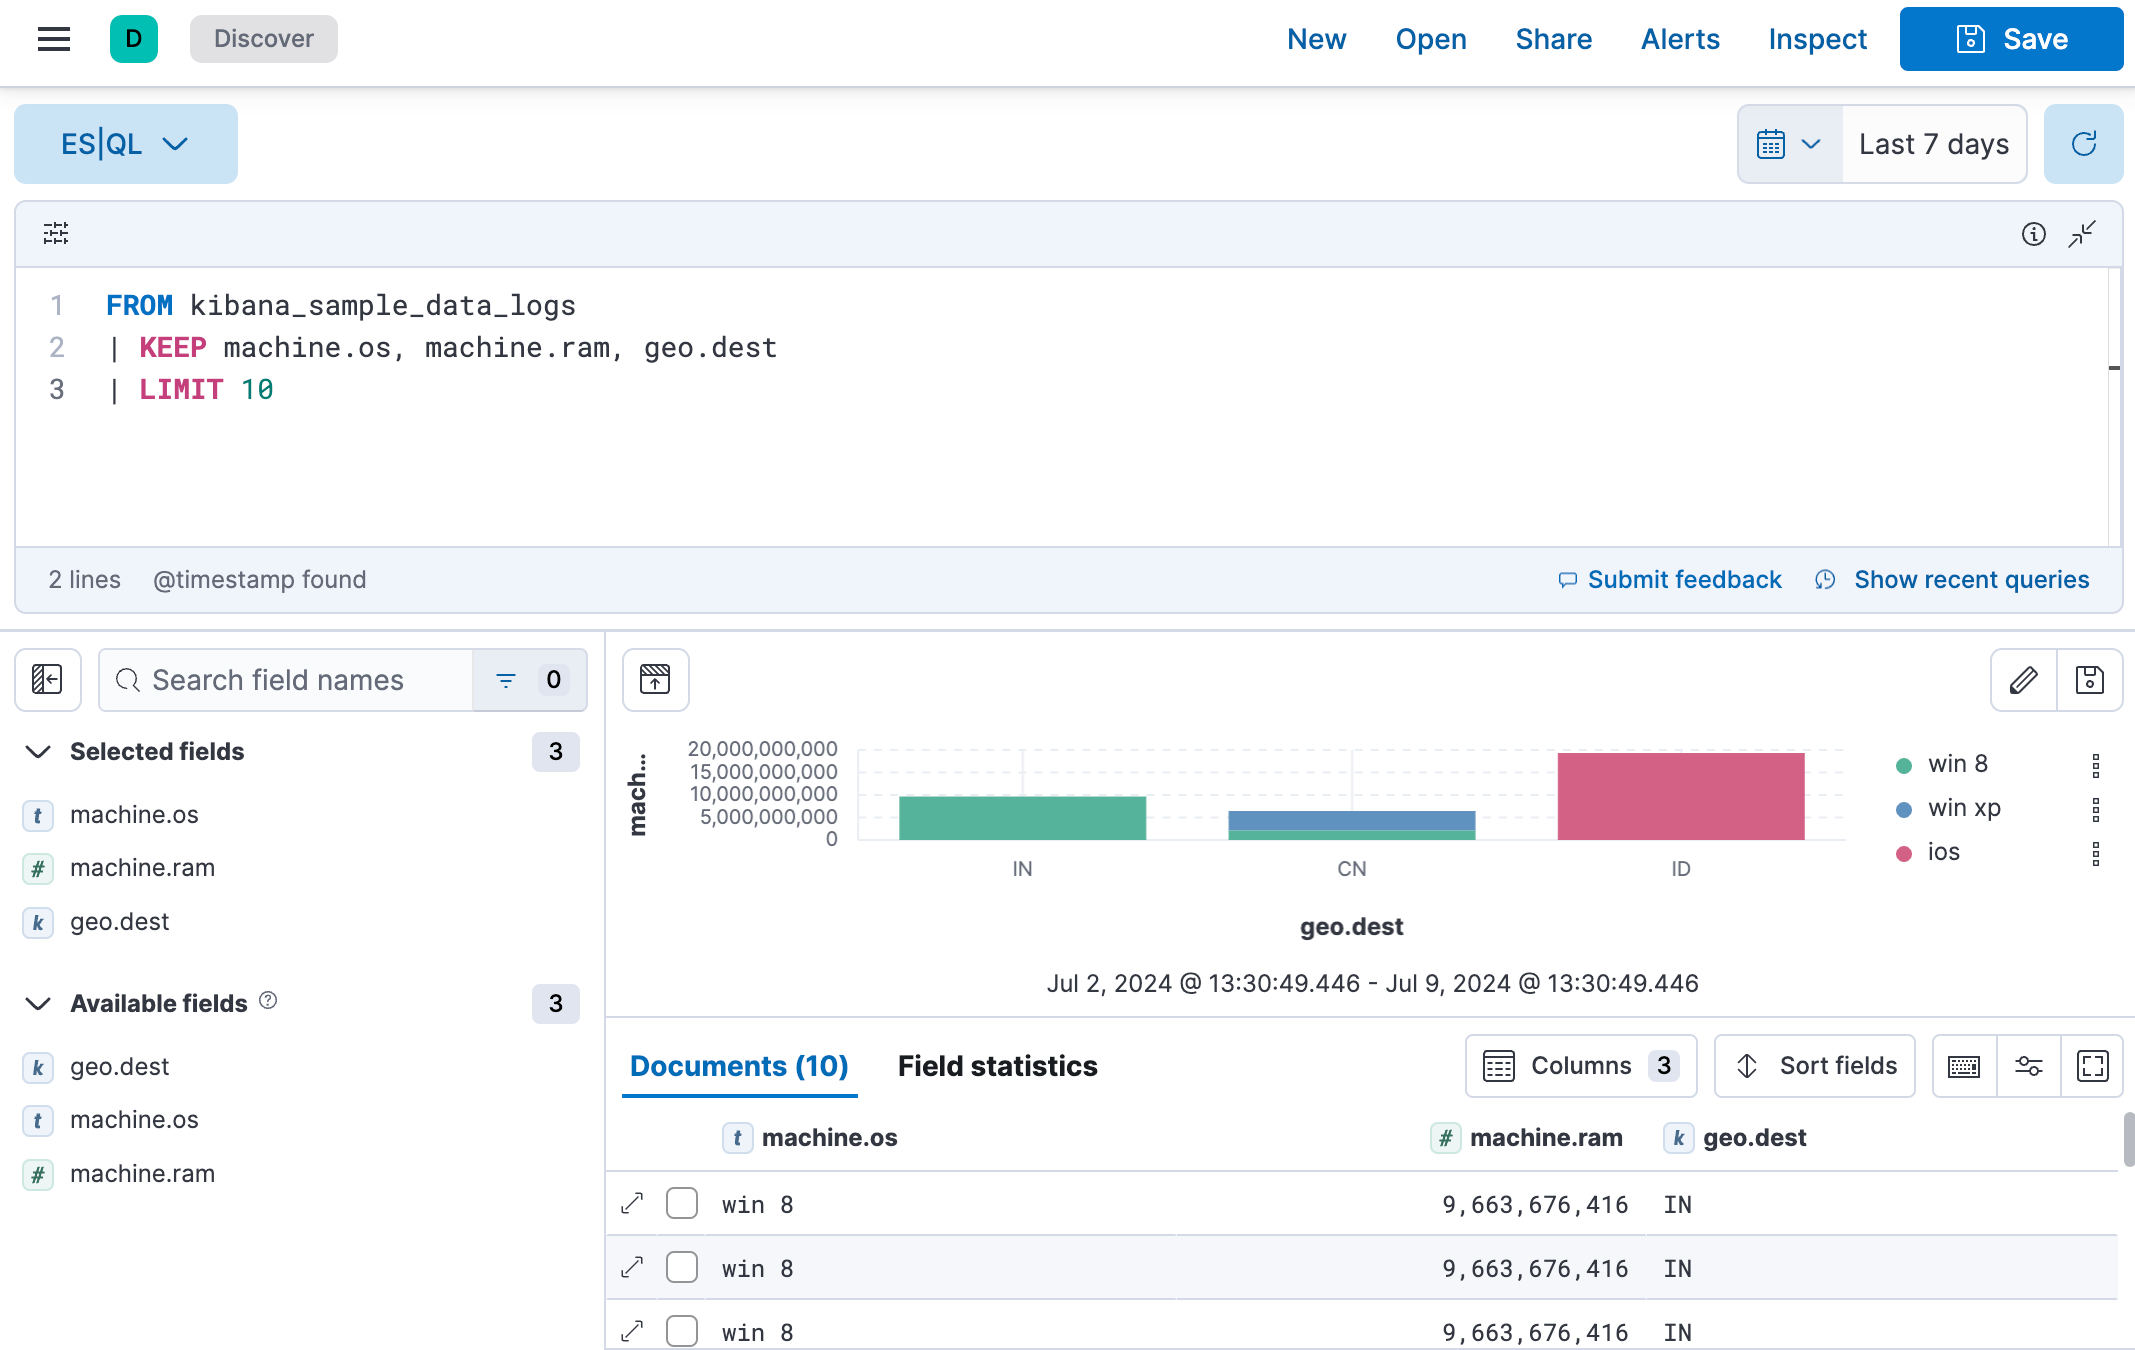 D Discover New Open Share Alerts Inspect Save
ES|QL Last 7 days
1 FROM kibana_sample_data_logs
2 | KEEP machine.os, machine.ram, geo.dest
3 | LIMIT 10
2 lines @timestamp found Submit feedback Show recent queries
Search field names 0
Selected fields 3
t machine.os
# machine.ram
k geo.dest
Available fields 3
k geo.dest
t machine.os
# machine.ram
mach...
20,000,000,000
15,000,000,000
10,000,000,000
5,000,000,000
0
IN CN ID
geo.dest
win 8
win xp
ios
Jul 2, 2024 @ 13:30:49.446 - Jul 9, 2024 @ 13:30:49.446
Documents (10) Field statistics Columns 3 Sort fields
t machine.os # machine.ram k geo.dest
win 8 9,663,676,416 IN
win 8 9,663,676,416 IN
win 8 9,663,676,416 IN